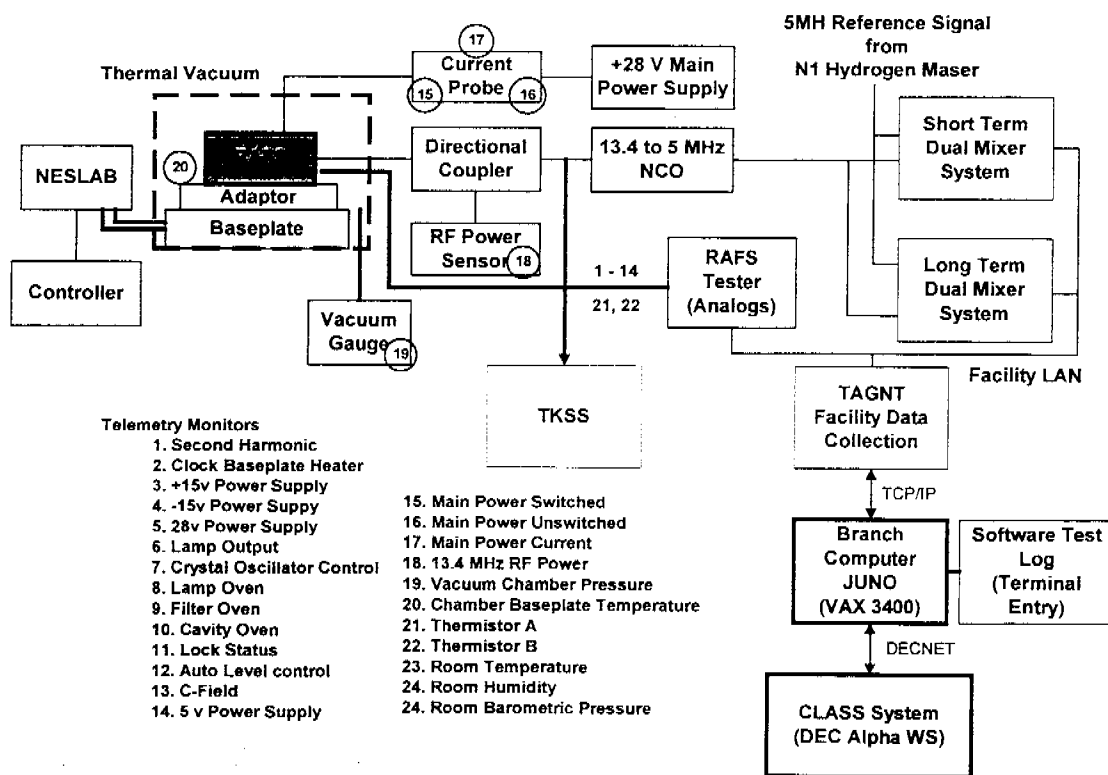 5MH Reference Signal
from
N1 Hydrogen Maser
17
Current
Probe
15
16
+28 V Main
Power Supply
Thermal Vacuum
20
Adaptor
Baseplate
NESLAB
Controller
Directional
Coupler
13.4 to 5 MHz
NCO
Short Term
Dual Mixer
System
RF Power
Sensor
18
Vacuum
Gauge
19
1 - 14
21, 22
RAFS
Tester
(Analogs)
Long Term
Dual Mixer
System
Facility LAN
TKSS
TAGNT
Facility Data
Collection
TCP/IP
Branch
Computer
JUNO
(VAX 3400)
Software Test
Log
(Terminal
Entry)
DECNET
CLASS System
(DEC Alpha WS)
Telemetry Monitors
1. Second Harmonic
2. Clock Baseplate Heater
3. +15v Power Supply
4. -15v Power Suppy
5. 28v Power Supply
6. Lamp Output
7. Crystal Oscillator Control
8. Lamp Oven
9. Filter Oven
10. Cavity Oven
11. Lock Status
12. Auto Level control
13. C-Field
14. 5 v Power Supply
15. Main Power Switched
16. Main Power Unswitched
17. Main Power Current
18. 13.4 MHz RF Power
19. Vacuum Chamber Pressure
20. Chamber Baseplate Temperature
21. Thermistor A
22. Thermistor B
23. Room Temperature
24. Room Humidity
24. Room Barometric Pressure